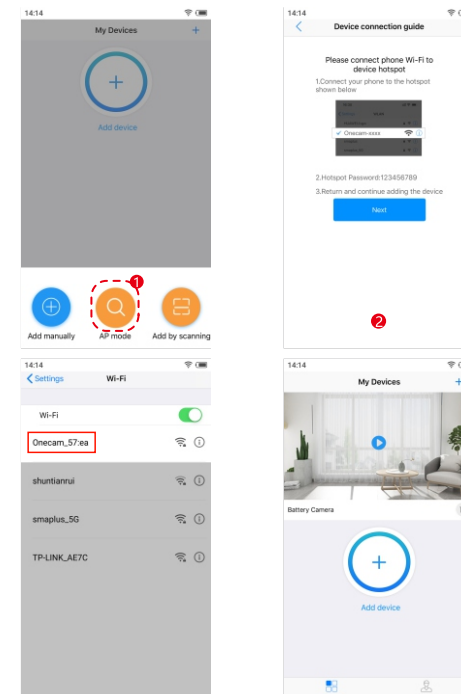 14:14
My Devices
+
Add device
1
Add manually
AP mode
Add by scanning
14:14
Device connection guide
Please connect phone Wi-Fi to
device hotspot
1.Connect your phone to the hotspot
shown below
Onecam-xxxx
2.Hotspot Password:123456789
3.Return and continue adding the device
Next
2
14:14
Settings
Wi-Fi
Wi-Fi
Onecam_57:ea
shuntianrui
smaplus_5G
TP-LINK_AE7C
14:14
My Devices
+
Battery Camera
Add device